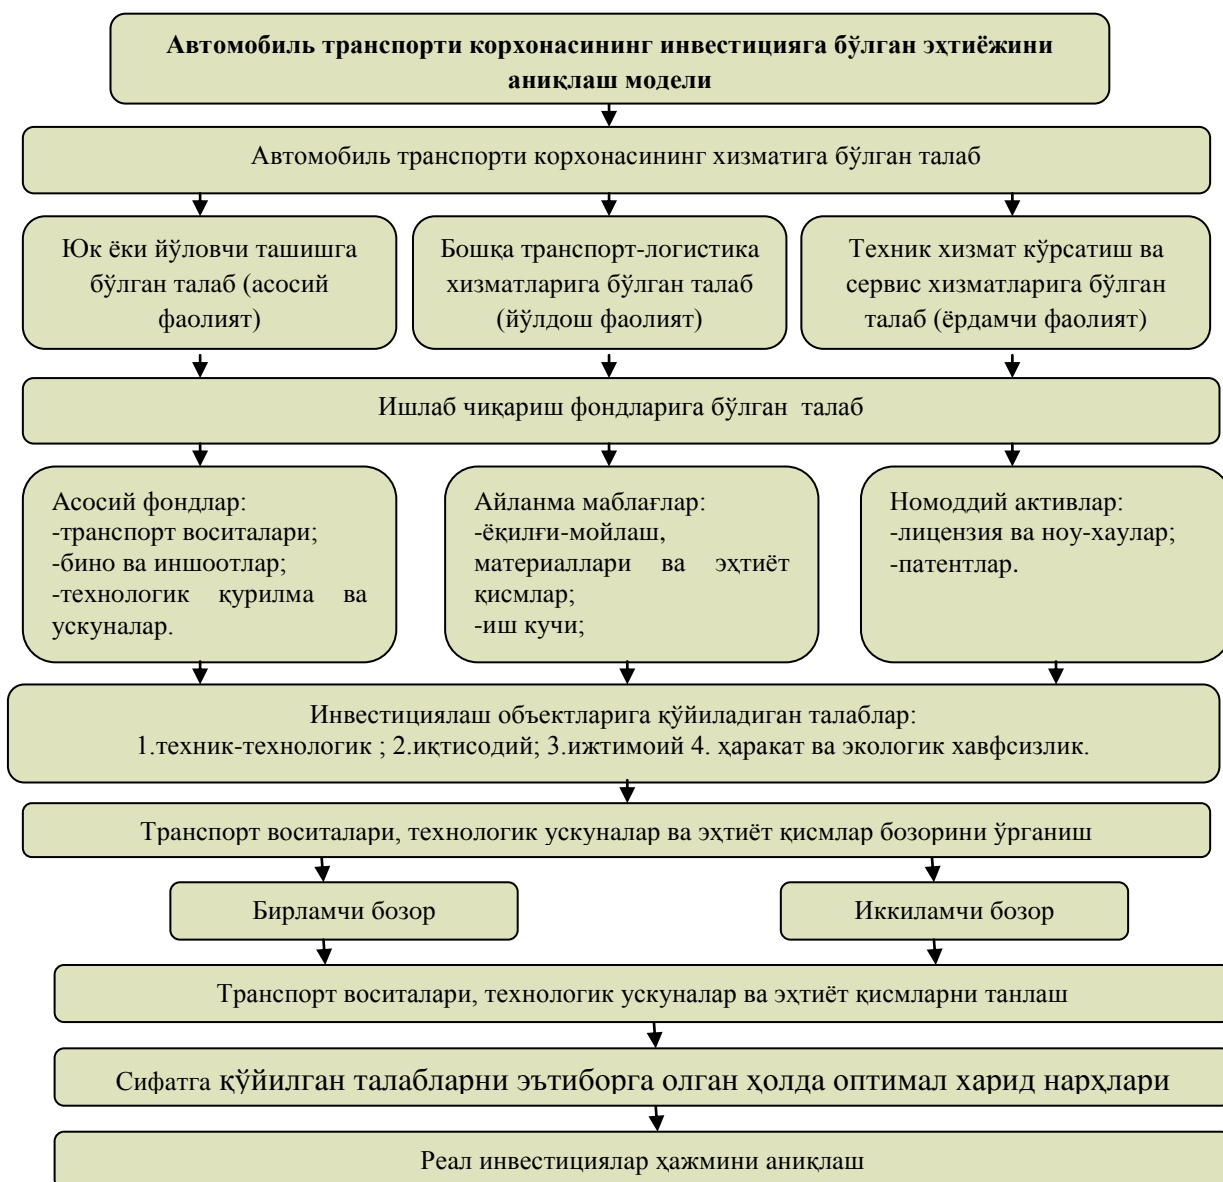 Автомобиль транспорти корхонасининг инвестицияга бўлган эҳтиёжини
аниқлаш модели
Автомобиль транспорти корхонасининг хизматига бўлган талаб
Юк ёки йўловчи ташишга
бўлган талаб (асосий
фаолият)
Бошқа транспорт-логистика
хизматларига бўлган талаб
(йўлдош фаолият)
Техник хизмат кўрсатиш ва
сервис хизматларига бўлган
талаб (ёрдамчи фаолият)
Ишлаб чиқариш фондларига бўлган талаб
Асосий фондлар:
-транспорт воситалари;
-бино ва иншоотлар;
-технологик қурилма ва
ускуналар.
Айланма маблағлар:
-ёқилғи-мойлаш,
материаллари ва эҳтиёт
қисмлар;
-иш кучи;
Номоддий активлар:
-лицензия ва ноу-хаулар;
-патентлар.
Инвестициялаш объектларига қўйиладиган талаблар:
1.техник-технологик ; 2.иқтисодий; 3.ижтимоий 4. ҳаракат ва экологик хавфсизлик.
Транспорт воситалари, технологик ускуналар ва эҳтиёт қисмлар бозорини ўрганиш
Бирламчи бозор
Иккиламчи бозор
Транспорт воситалари, технологик ускуналар ва эҳтиёт қисмларни танлаш
Сифатга қўйилган талабларни эътиборга олган ҳолда оптимал харид нарҳлари
Реал инвестициялар ҳажмини аниқлаш